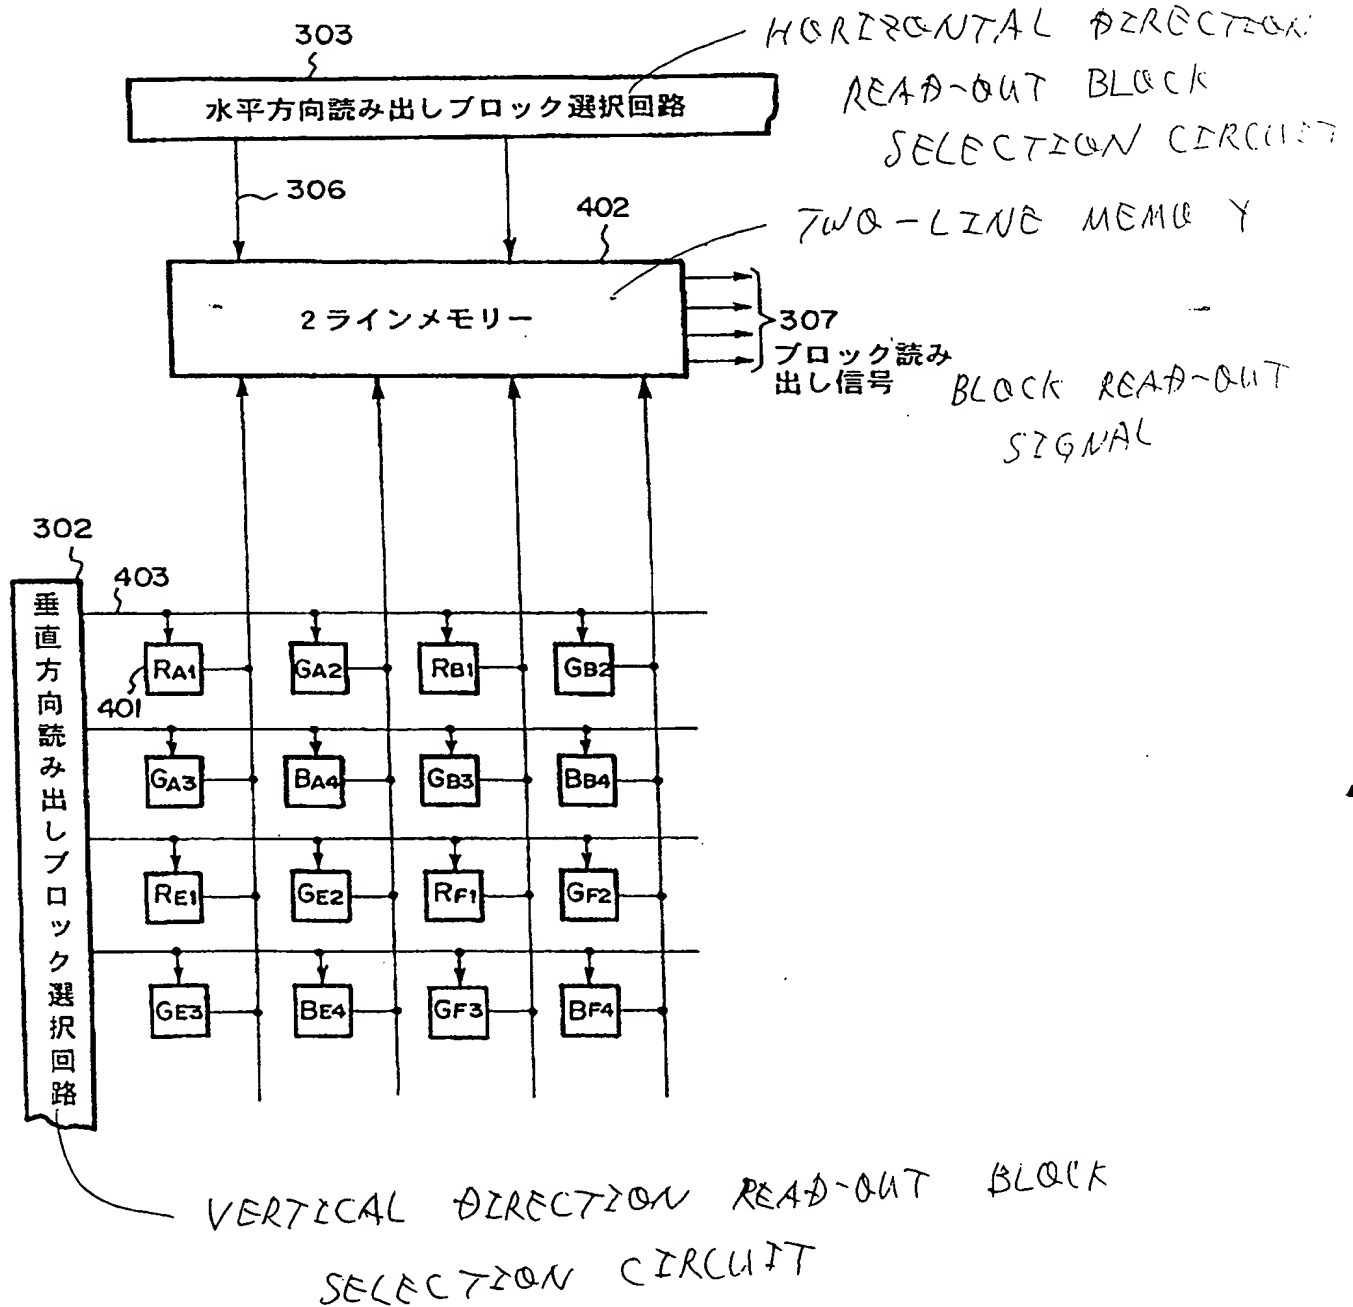 303
水平方向読み出しブロック選択回路
HORIZONTAL DIRECTION
READ-OUT BLOCK
SELECTION CIRCUIT
306
402
TWO-LINE MEMO Y
2ラインメモリー
307
ブロック読み
出し信号
BLOCK READ-OUT
SIGNAL
302
403
垂直方向読み出しブロック選択回路
401
RA1 GA2 RB1 GB2
GA3 BA4 GB3 BB4
RE1 GE2 RF1 GF2
GE3 BE4 GF3 BF4
VERTICAL DIRECTION READ-OUT BLOCK
SELECTION CIRCUIT